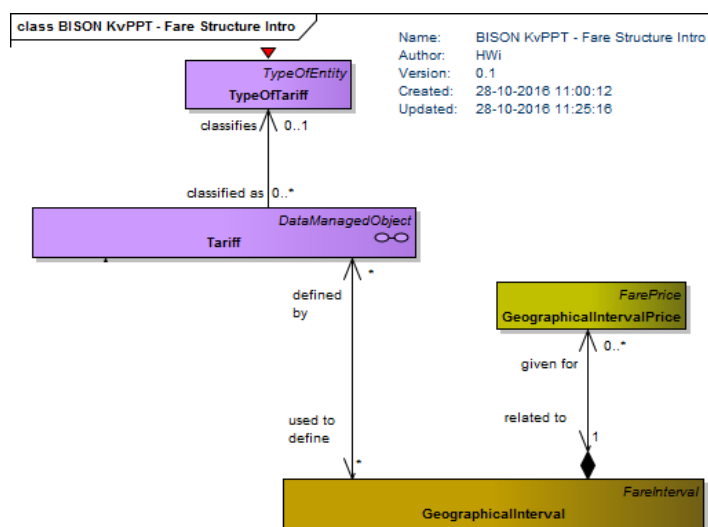 class BISON KvPPT - Fare Structure Intro
Name: BISON KvPPT - Fare Structure Intro
Author: HWi
Version: 0.1
Created: 28-10-2016 11:00:12
Updated: 28-10-2016 11:25:16
TypeOfEntity
TypeOfTariff
classifies 0..1
classified as 0..*
DataManagedObject
Tariff
*
defined
by
FarePrice
GeographicalIntervalPrice
0..*
given for
used to
define
*
related to
1
FareInterval
GeographicalInterval